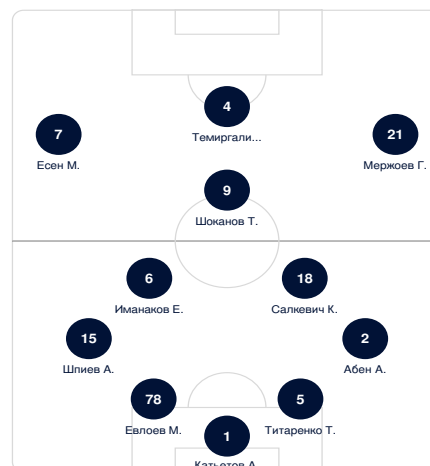 4
Темиргали...
7
Есен М.
21
Мержоев Г.
9
Шоканов Т.
6
Иманаков Е.
18
Салкевич К.
15
Шпиев А.
2
Абен А.
78
Евлоев М.
5
Титаренко Т.
1
Катьетов А.